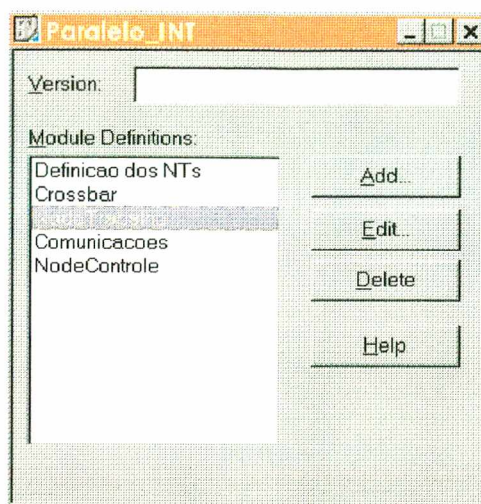 Paralelo_INT
Version:
Module Definitions:
Definicao dos NTs
Crossbar
Comunicacoes
NodeControle
Add...
Edit...
Delete
Help